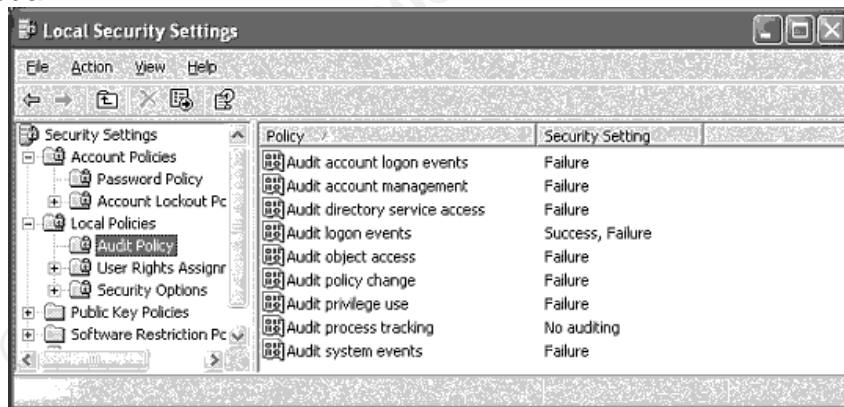 Local Security Settings
File Action View Help
Security Settings
Account Policies
Password Policy
Account Lockout Pc
Local Policies
Audit Policy
User Rights Assignr
Security Options
Public Key Policies
Software Restriction Pc
Policy Security Setting
Audit account logon events Failure
Audit account management Failure
Audit directory service access Failure
Audit logon events Success, Failure
Audit object access Failure
Audit policy change Failure
Audit privilege use Failure
Audit process tracking No auditing
Audit system events Failure